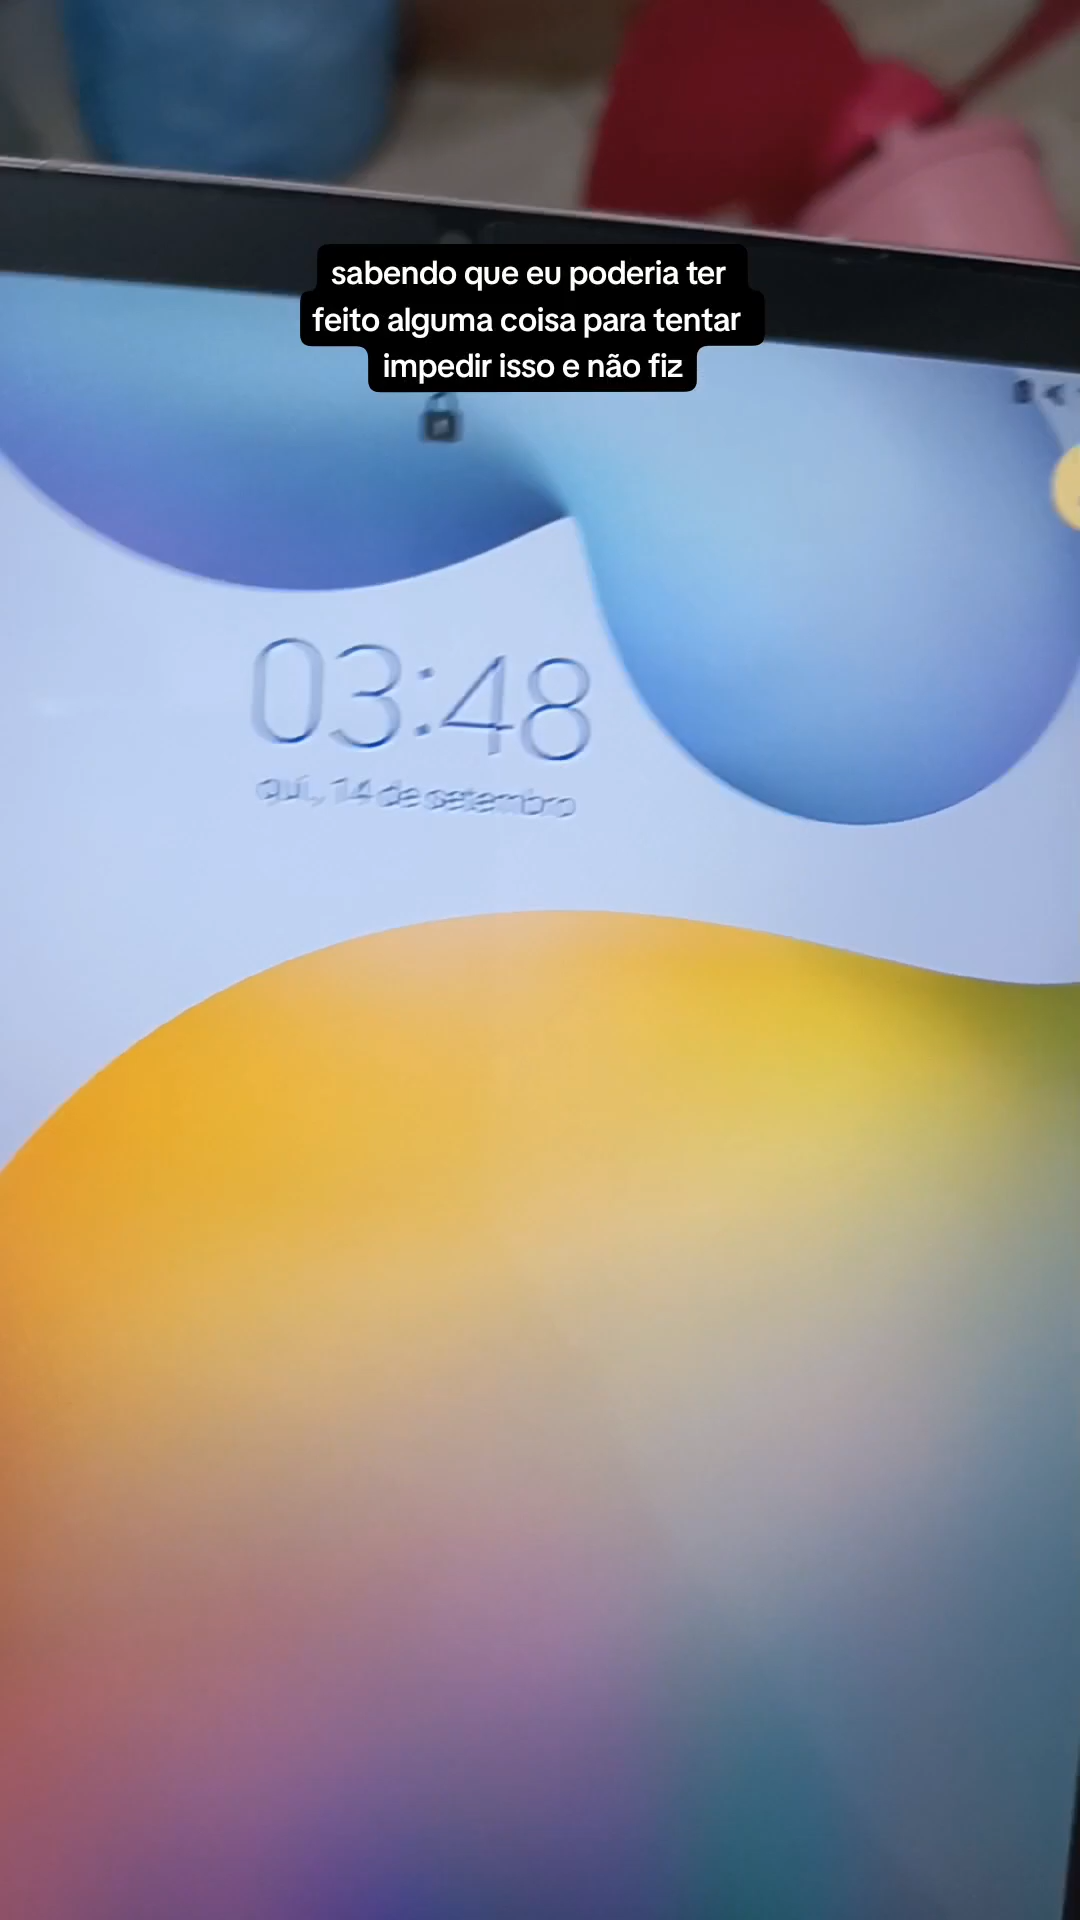 sabendo que eu poderia ter
feito alguma coisa para tentar
impedir isso e não fiz
03:48
qui., 14 de setembro